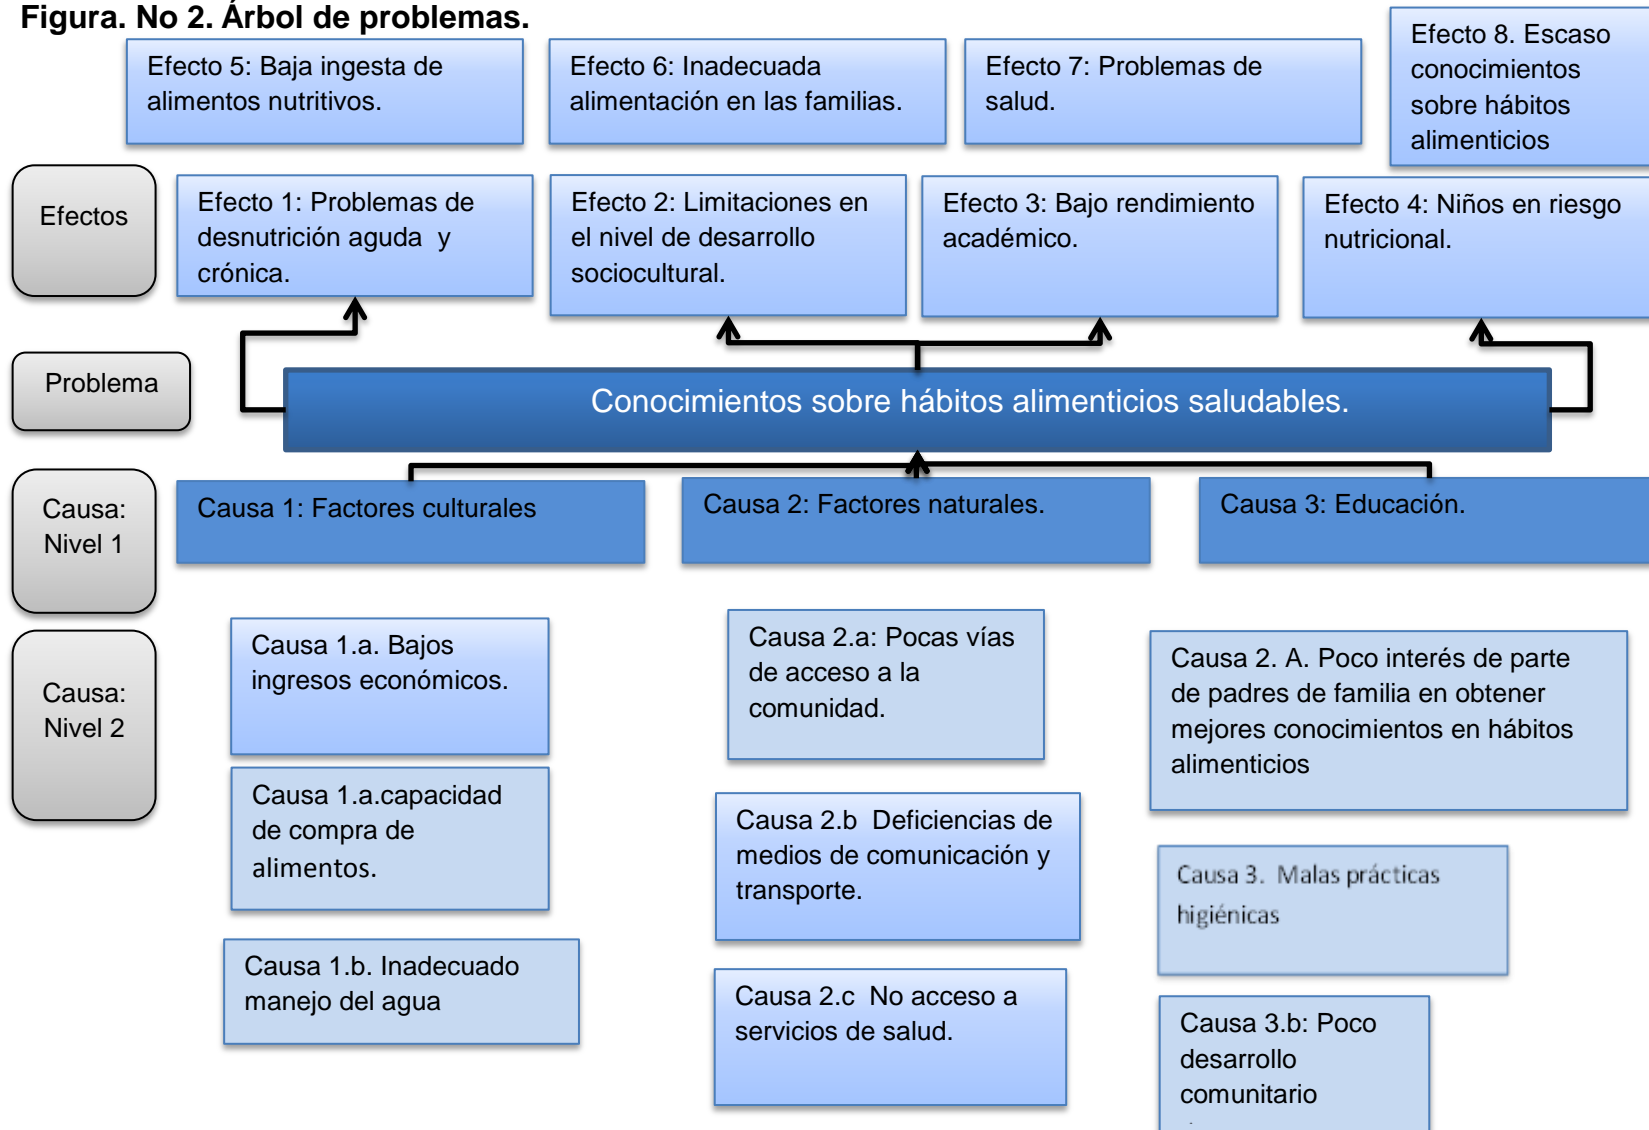 Figura. No 2. Árbol de problemas.
Efecto 5: Baja ingesta de
alimentos nutritivos.
Efecto 6: Inadecuada
alimentación en las familias.
Efecto 7: Problemas de
salud.
Efecto 8. Escaso
conocimientos
sobre hábitos
alimenticios
Efectos
Efecto 1: Problemas de
desnutrición aguda  y
crónica.
Efecto 2: Limitaciones en
el nivel de desarrollo
sociocultural.
Efecto 3: Bajo rendimiento
académico.
Efecto 4: Niños en riesgo
nutricional.
Problema
Conocimientos sobre hábitos alimenticios saludables.
Causa:
Nivel 1
Causa 1: Factores culturales
Causa 2: Factores naturales.
Causa 3: Educación.
Causa:
Nivel 2
Causa 1.a. Bajos
ingresos económicos.
Causa 1.a.capacidad
de compra de
alimentos.
Causa 1.b. Inadecuado
manejo del agua
Causa 2.a: Pocas vías
de acceso a la
comunidad.
Causa 2.b  Deficiencias de
medios de comunicación y
transporte.
Causa 2.c  No acceso a
servicios de salud.
Causa 2. A. Poco interés de parte
de padres de familia en obtener
mejores conocimientos en hábitos
alimenticios
Causa 3.  Malas prácticas
higiénicas
Causa 3.b: Poco
desarrollo
comunitario